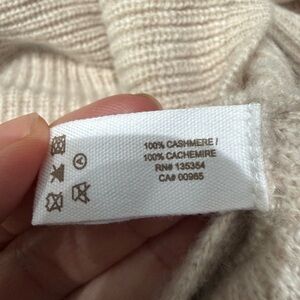 100% CASHMERE /
100% CACHEMIRE
RN# 135354
CA# 00965